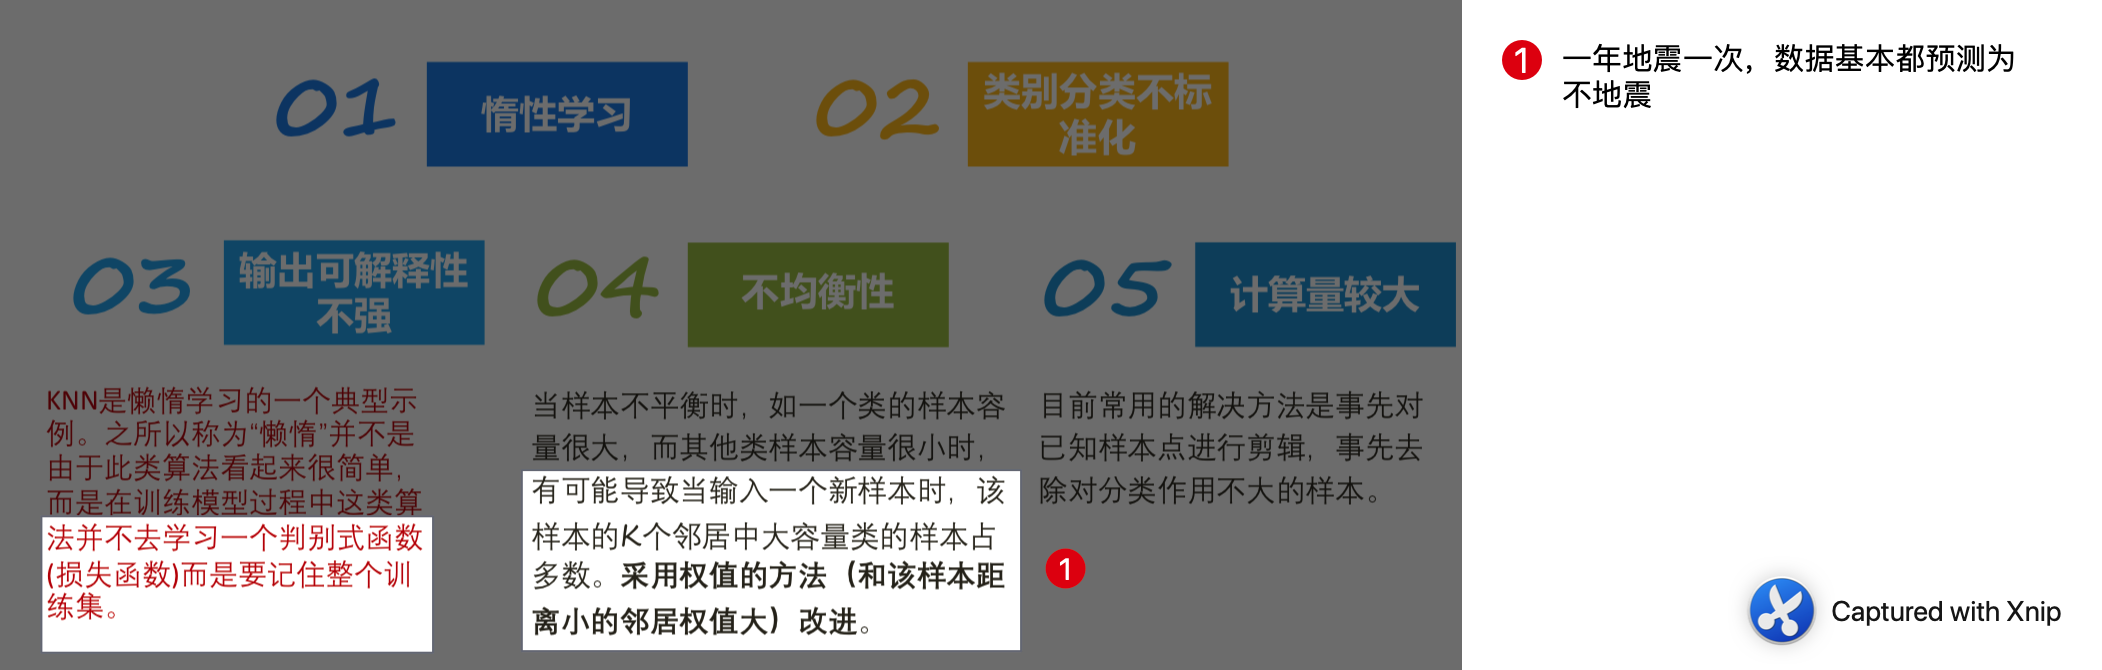 01
惰性学习
02
类别分类不标
准化
03
输出可解释性
不强
04
不均衡性
05
计算量较大
KNN是懒惰学习的一个典型示
例。之所以称为“懒惰”并不是
由于此类算法看起来很简单,
而是在训练模型过程中这类算
法并不去学习一个判别式函数
(损失函数)而是要记住整个训
练集。
当样本不平衡时，如一个类的样本容
量很大，而其他类样本容量很小时，
有可能导致当输入一个新样本时，该
样本的K个邻居中大容量类的样本占
多数。采用权值的方法（和该样本距
离小的邻居权值大）改进。
1
目前常用的解决方法是事先对
已知样本点进行剪辑，事先去
除对分类作用不大的样本。
1 一年地震一次，数据基本都预测为
不地震
Captured with Xnip